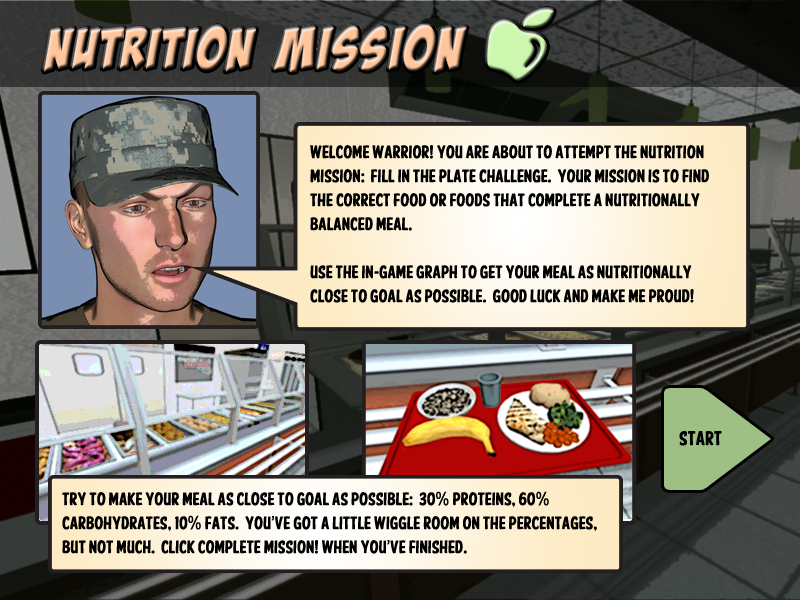 NUTRITION MISSION
WELCOME WARRIOR! YOU ARE ABOUT TO ATTEMPT THE NUTRITION
MISSION: FILL IN THE PLATE CHALLENGE. YOUR MISSION IS TO FIND
THE CORRECT FOOD OR FOODS THAT COMPLETE A NUTRITIONALLY
BALANCED MEAL.
USE THE IN-GAME GRAPH TO GET YOUR MEAL AS NUTRITIONALLY
CLOSE TO GOAL AS POSSIBLE. GOOD LUCK AND MAKE ME PROUD!
START
TRY TO MAKE YOUR MEAL AS CLOSE TO GOAL AS POSSIBLE: 30% PROTEINS, 60%
CARBOHYDRATES, 10% FATS. YOU'VE GOT A LITTLE WIGGLE ROOM ON THE PERCENTAGES,
BUT NOT MUCH. CLICK COMPLETE MISSION! WHEN YOU'VE FINISHED.